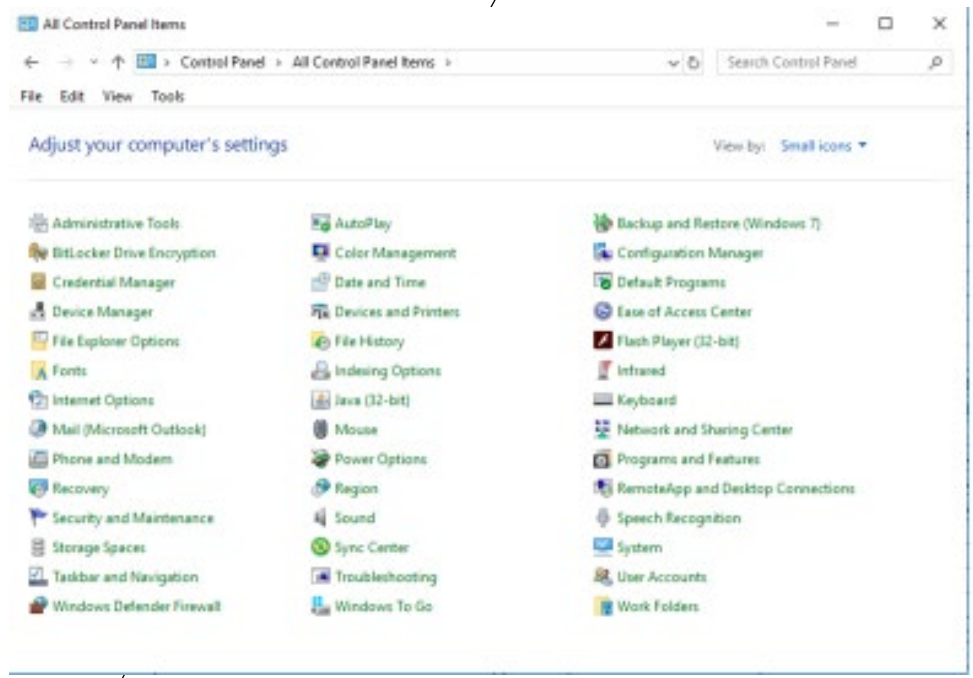 All Control Panel Items
Control Panel > All Control Panel Items >
Search Control Panel
File Edit View Tools
Adjust your computer's settings
View by: Small icons
Administrative Tools
AutoPlay
Backup and Restore (Windows 7)
BitLocker Drive Encryption
Color Management
Configuration Manager
Credential Manager
Date and Time
Default Programs
Device Manager
Devices and Printers
Ease of Access Center
File Explorer Options
File History
Flash Player (32-bit)
Fonts
Indexing Options
Infrared
Internet Options
Java (32-bit)
Keyboard
Mail (Microsoft Outlook)
Mouse
Network and Sharing Center
Phone and Modem
Power Options
Programs and Features
Recovery
Region
RemoteApp and Desktop Connections
Security and Maintenance
Sound
Speech Recognition
Storage Spaces
Sync Center
System
Taskbar and Navigation
Troubleshooting
User Accounts
Windows Defender Firewall
Windows To Go
Work Folders